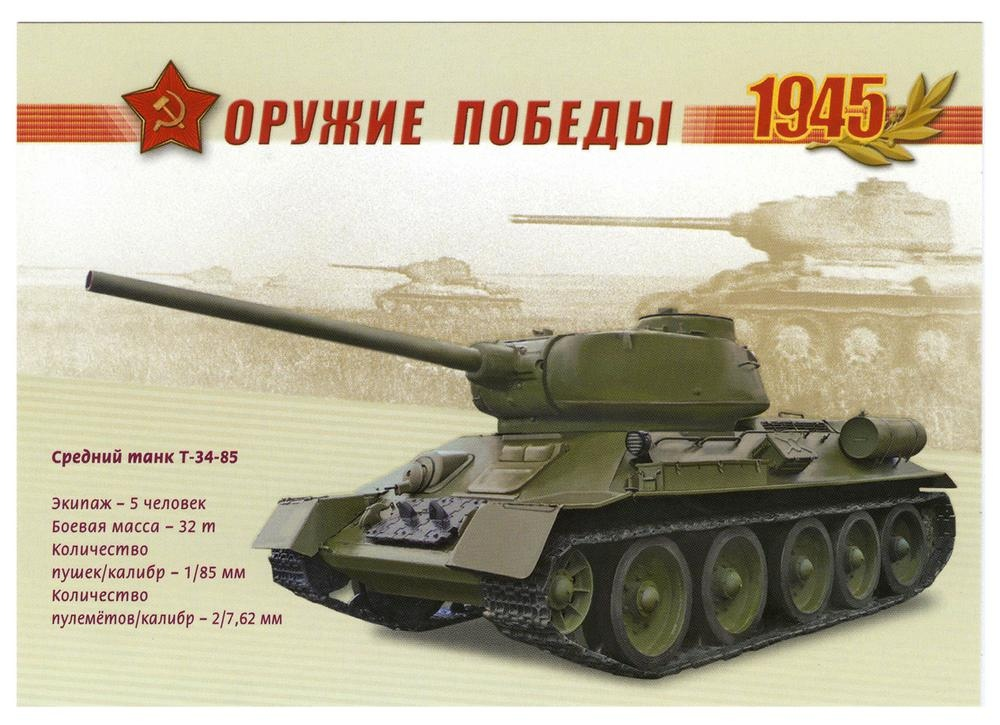 ОРУЖИЕ ПОБЕДЫ
1945
Средний танк Т-34-85
Экипаж – 5 человек
Боевая масса – 32 т
Количество
пушек/калибр – 1/85 мм
Количество
пулемётов/калибр – 2/7,62 мм